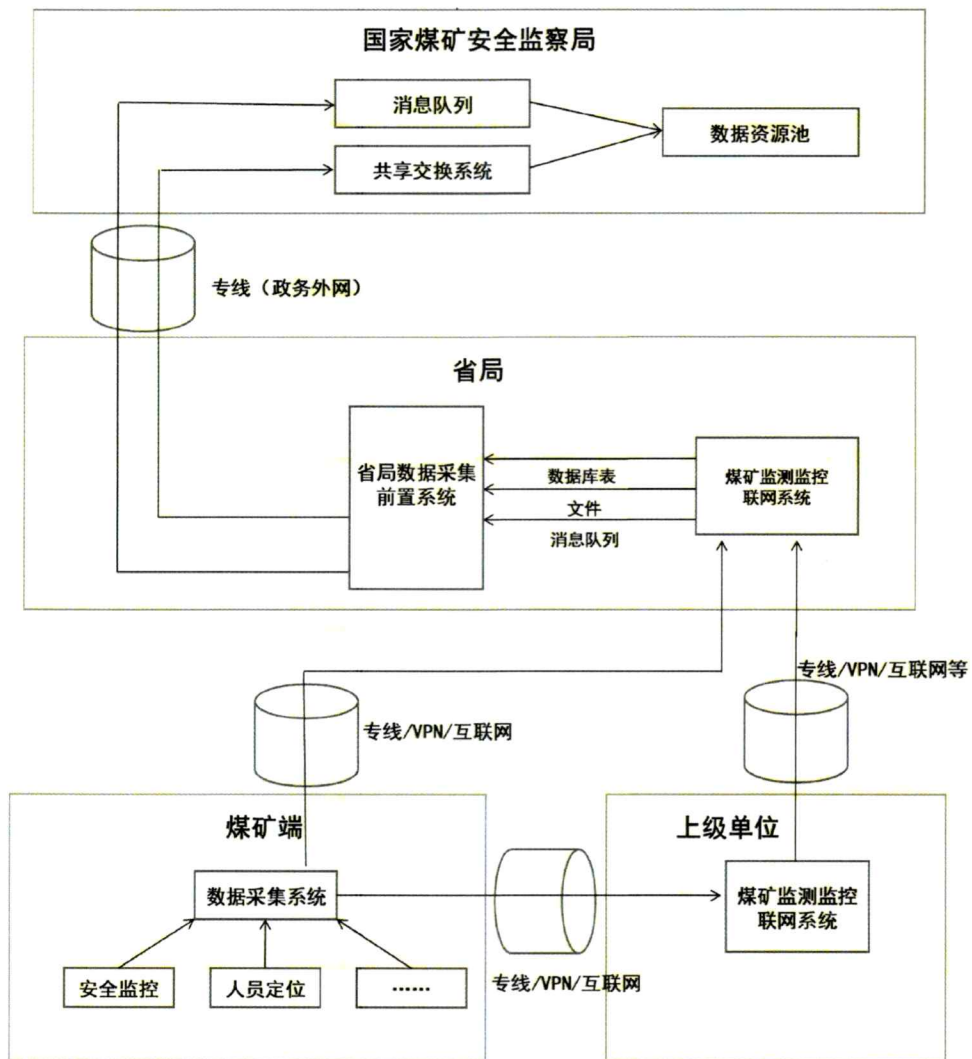 国家煤矿安全监察局
消息队列
数据资源池
共享交换系统
专线（政务外网）
省局
省局数据采集
前置系统
数据库表
文件
消息队列
煤矿监测监控
联网系统
专线/VPN/互联网等
专线/VPN/互联网
煤矿端
上级单位
数据采集系统
煤矿监测监控
联网系统
安全监控
人员定位
……
专线/VPN/互联网